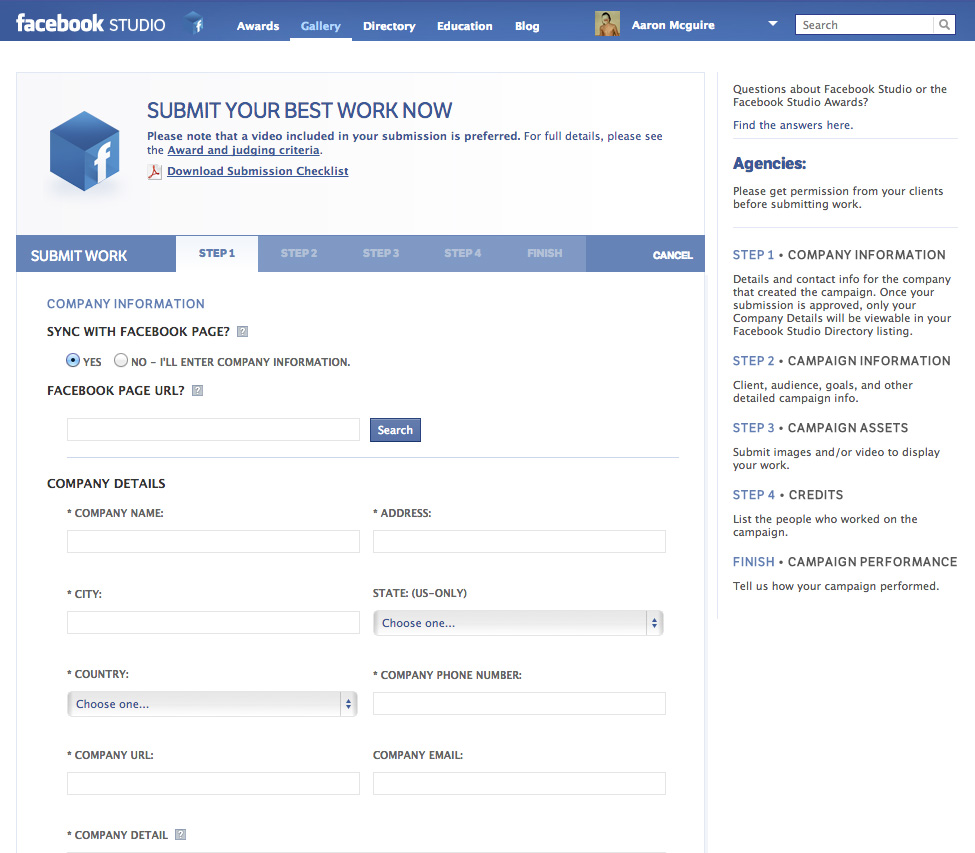 facebook STUDIO
Awards
Gallery
Directory
Education
Blog
Aaron Mcguire
Search
SUBMIT YOUR BEST WORK NOW
Please note that a video included in your submission is preferred. For full details, please see
the Award and judging criteria.
Download Submission Checklist
SUBMIT WORK
STEP 1
STEP 2
STEP 3
STEP 4
FINISH
CANCEL
COMPANY INFORMATION
SYNC WITH FACEBOOK PAGE? ?
YES
NO - I'LL ENTER COMPANY INFORMATION.
FACEBOOK PAGE URL? ?
Search
COMPANY DETAILS
* COMPANY NAME:
* ADDRESS:
* CITY:
STATE: (US-ONLY)
Choose one...
* COUNTRY:
* COMPANY PHONE NUMBER:
Choose one...
* COMPANY URL:
COMPANY EMAIL:
* COMPANY DETAIL ?
Questions about Facebook Studio or the
Facebook Studio Awards?
Find the answers here.
Agencies:
Please get permission from your clients
before submitting work.
STEP 1 • COMPANY INFORMATION
Details and contact info for the company
that created the campaign. Once your
submission is approved, only your
Company Details will be viewable in your
Facebook Studio Directory listing.
STEP 2 • CAMPAIGN INFORMATION
Client, audience, goals, and other
detailed campaign info.
STEP 3 • CAMPAIGN ASSETS
Submit images and/or video to display
your work.
STEP 4 • CREDITS
List the people who worked on the
campaign.
FINISH • CAMPAIGN PERFORMANCE
Tell us how your campaign performed.